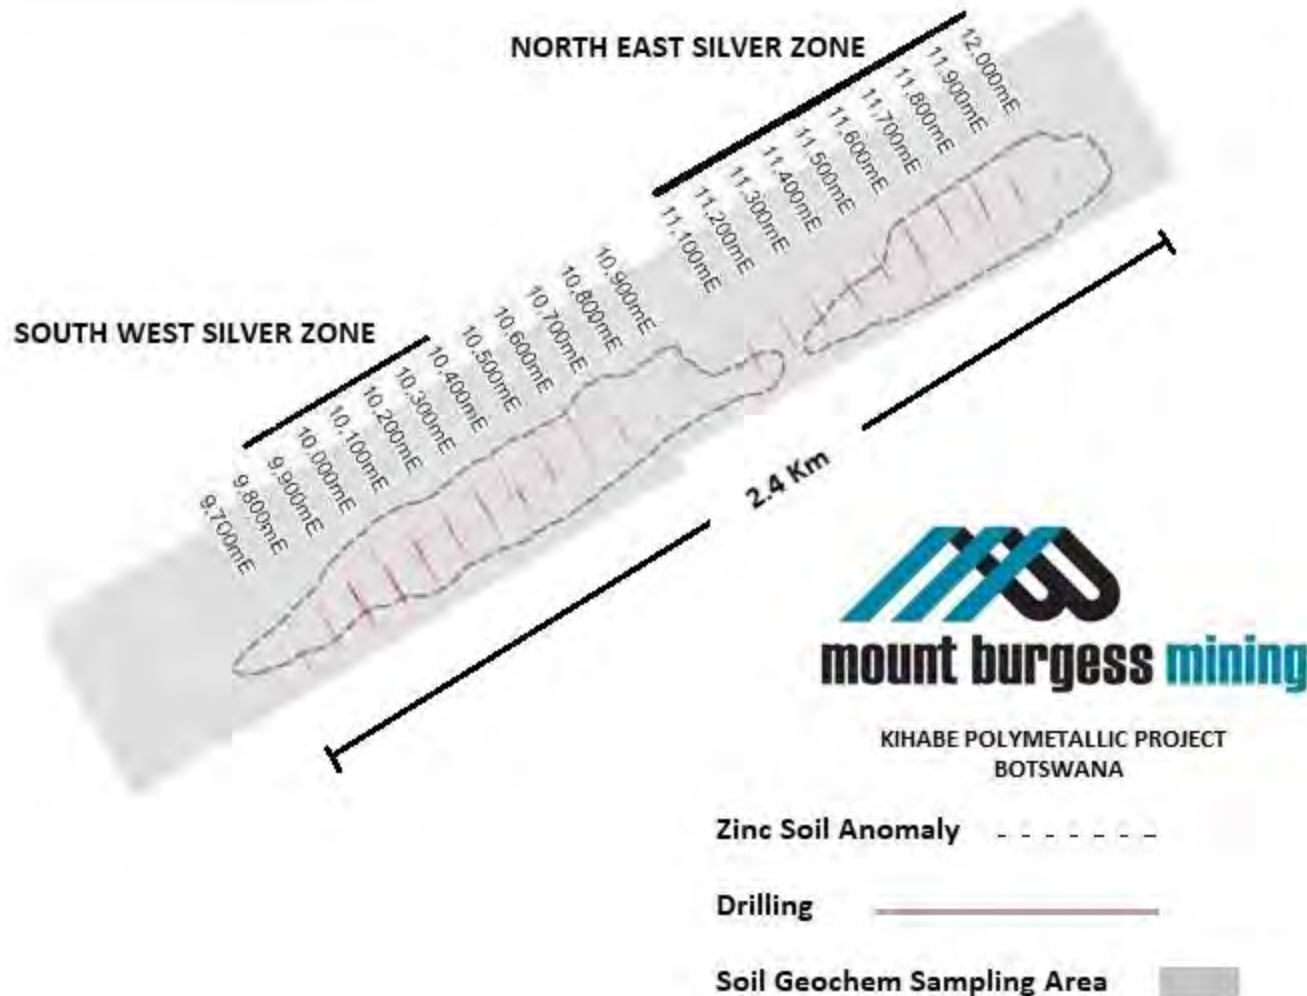 NORTH EAST SILVER ZONE
12,000mE
11,900mE
11,800mE
11,700mE
11,600mE
11,500mE
11,400mE
11,300mE
11,200mE
11,100mE
10,900mE
10,800mE
10,700mE
10,600mE
10,500mE
10,400mE
10,300mE
10,200mE
10,100mE
10,000mE
9,900mE
9,800mE
9,700mE
SOUTH WEST SILVER ZONE
2.4 Km
mount burgess mining
KIHABE POLYMETALLIC PROJECT
BOTSWANA
Zinc Soil Anomaly
Drilling
Soil Geochem Sampling Area